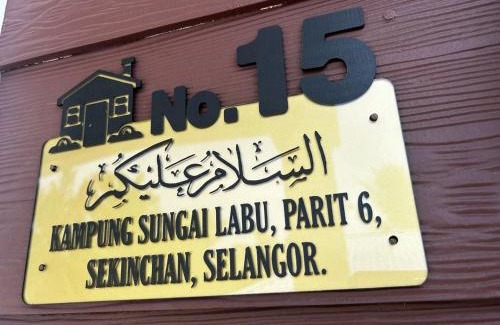 No. 15
السلام عليكم
KAMPUNG SUNGAI LABU, PARIT 6,
SEKINCHAN, SELANGOR.